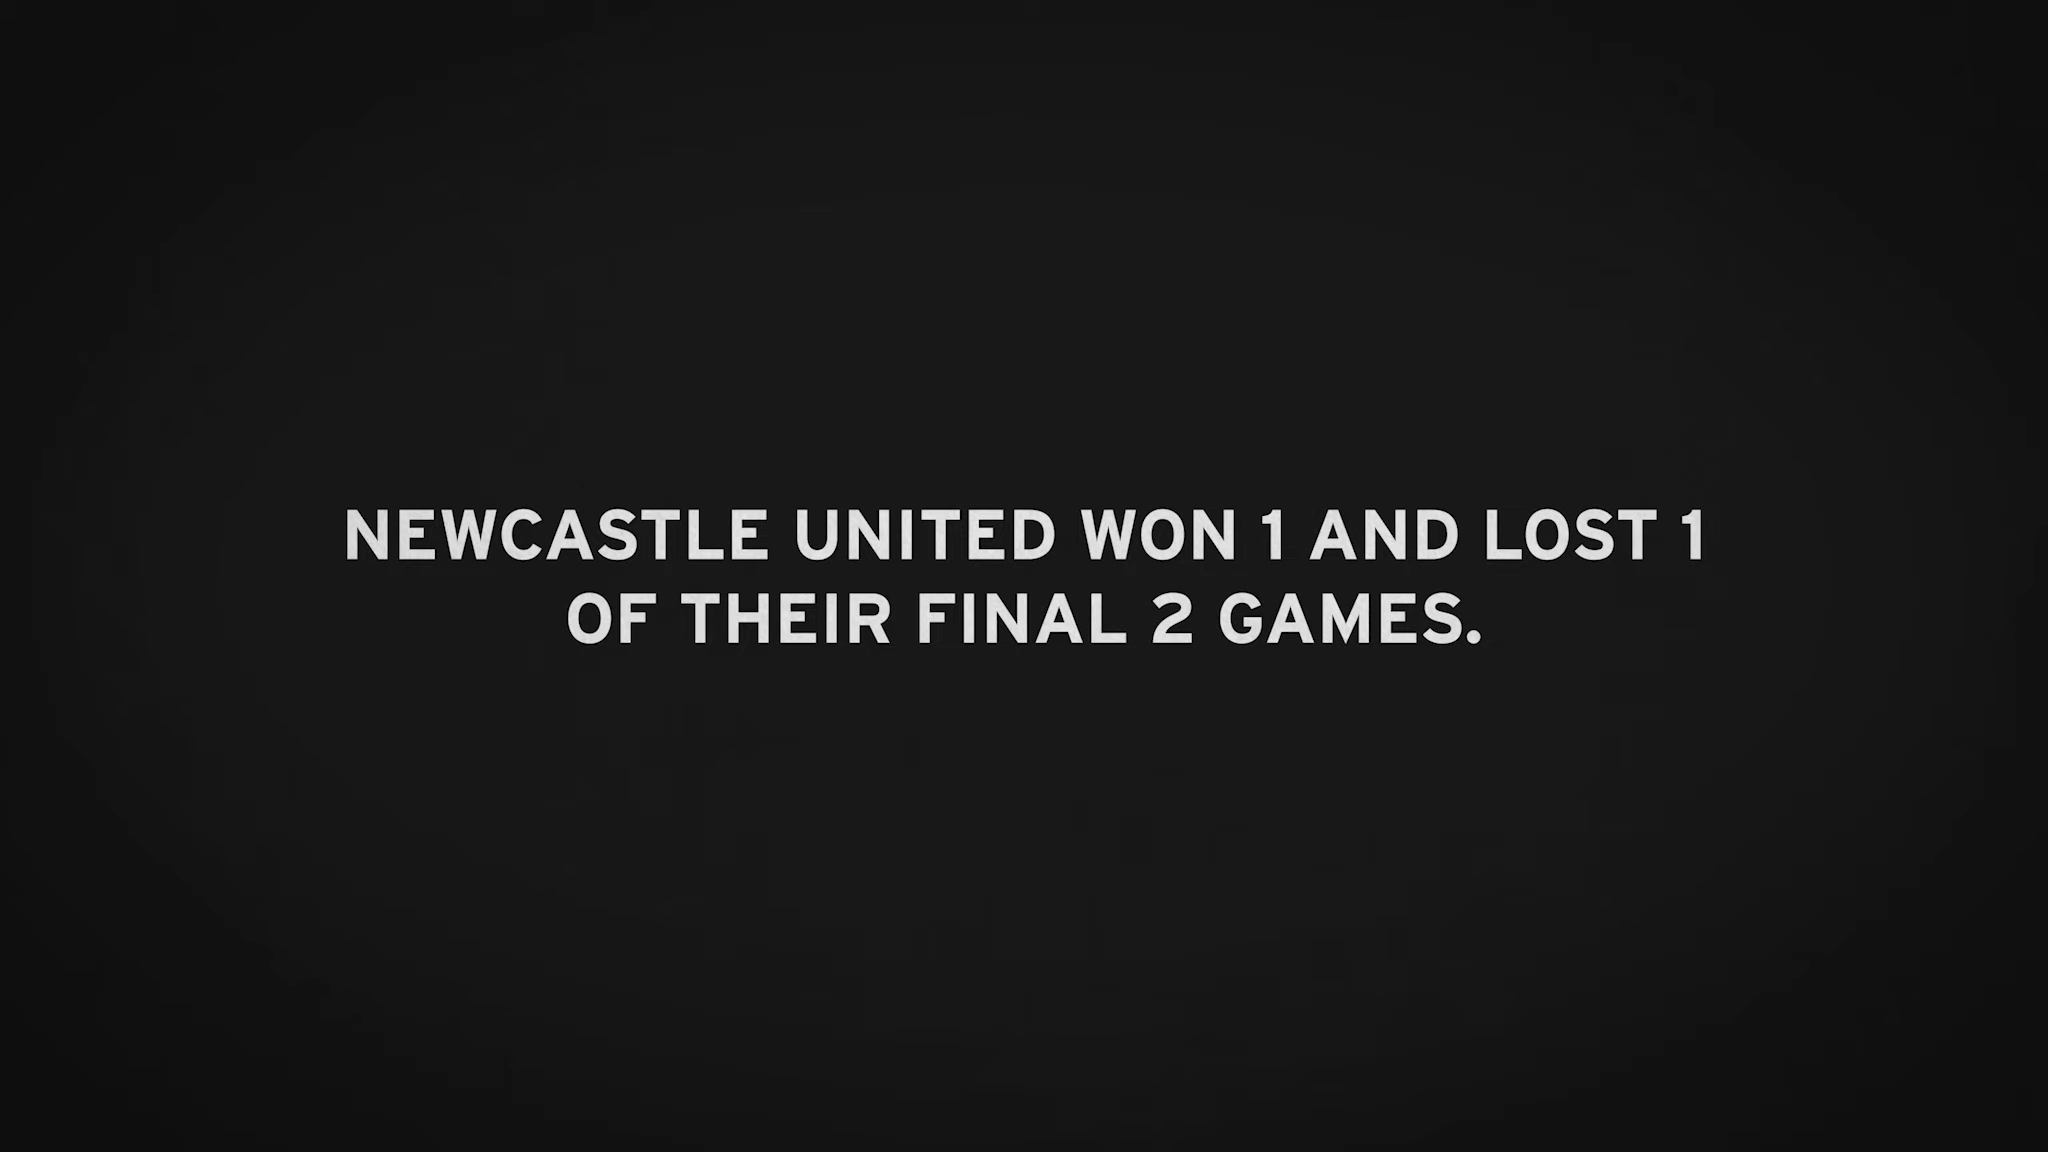 NEWCASTLE UNITED WON 1 AND LOST 1
OF THEIR FINAL 2 GAMES.